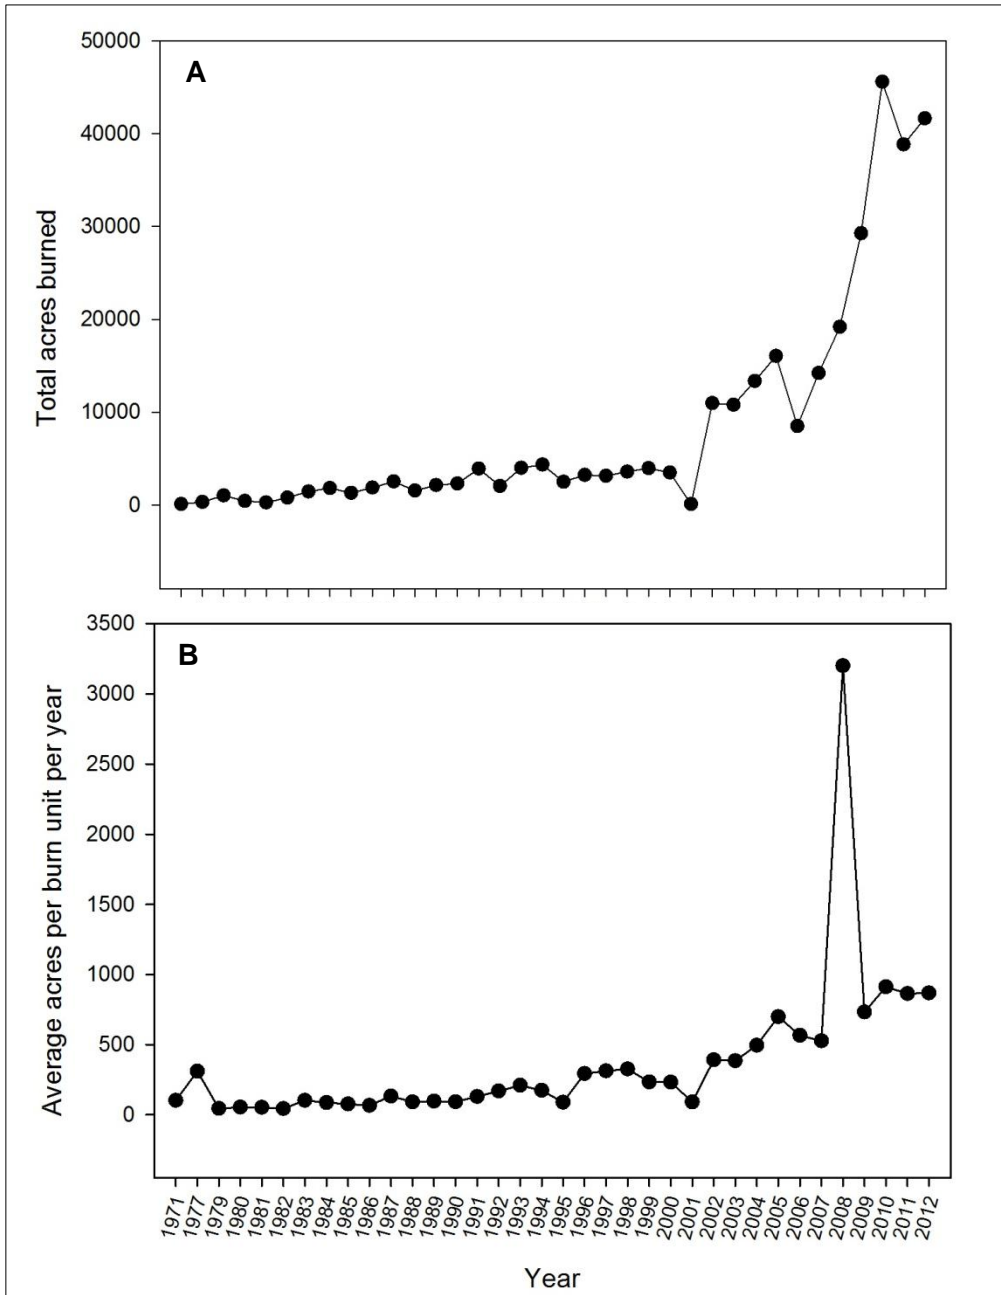 A
Total acres burned
50000
40000
30000
20000
10000
0
B
Average acres per burn unit per year
3500
3000
2500
2000
1500
1000
500
0
1971 1977 1979 1980 1981 1982 1983 1984 1985 1986 1987 1988 1989 1990 1991 1992 1993 1994 1995 1996 1997 1998 1999 2000 2001 2002 2003 2004 2005 2006 2007 2008 2009 2010 2011 2012
Year